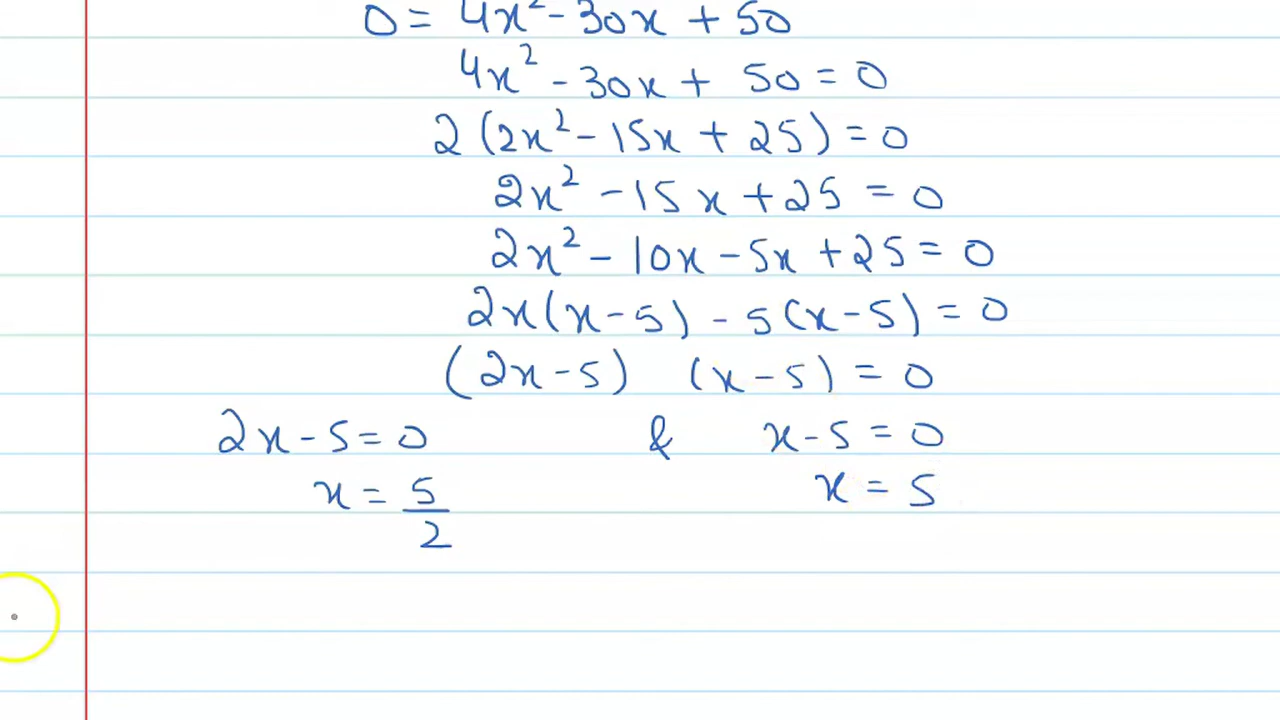 0 = 4x² - 30x + 50
4x² - 30x + 50 = 0
2 (2x² - 15x + 25) = 0
2x² - 15x + 25 = 0
2x² - 10x - 5x + 25 = 0
2x(x - 5) - 5(x - 5) = 0
(2x - 5) (x - 5) = 0
2x - 5 = 0 & x - 5 = 0
x = 5/2 x = 5